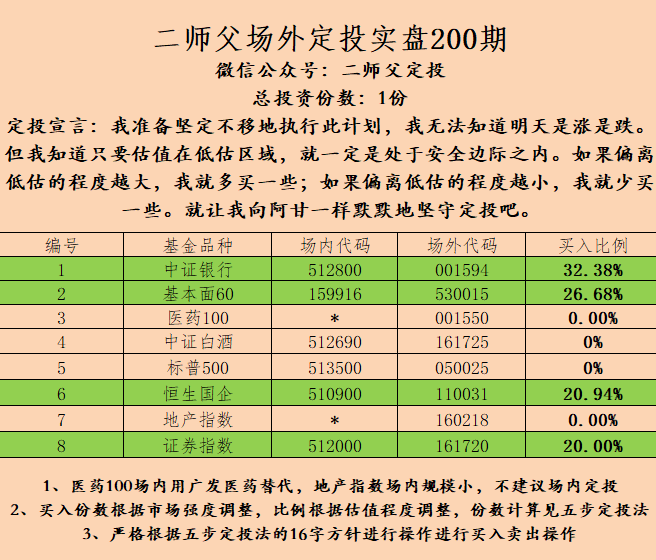 二师父场外定投实盘200期
微信公众号：二师父定投
总投资份数：1份
定投宣言：我准备坚定不移地执行此计划，我无法知道明天是涨是跌。
但我知道只要估值在低估区域，就一定是处于安全边际之内。如果偏离
低估的程度越大，我就多买一些；如果偏离低估的程度越小，我就少买
一些。就让我向阿甘一样默默地坚守定投吧。
编号 基金品种 场内代码 场外代码 买入比例
1 中证银行 512800 001594 32.38%
2 基本面60 159916 530015 26.68%
3 医药100 * 001550 0.00%
4 中证白酒 512690 161725 0%
5 标普500 513500 050025 0%
6 恒生国企 510900 110031 20.94%
7 地产指数 * 160218 0.00%
8 证券指数 512000 161720 20.00%
1、医药100场内用广发医药替代，地产指数场内规模小，不建议场内定投
2、买入份数根据市场强度调整，比例根据估值程度调整，份数计算见五步定投法
3、严格根据五步定投法的16字方针进行操作进行买入卖出操作